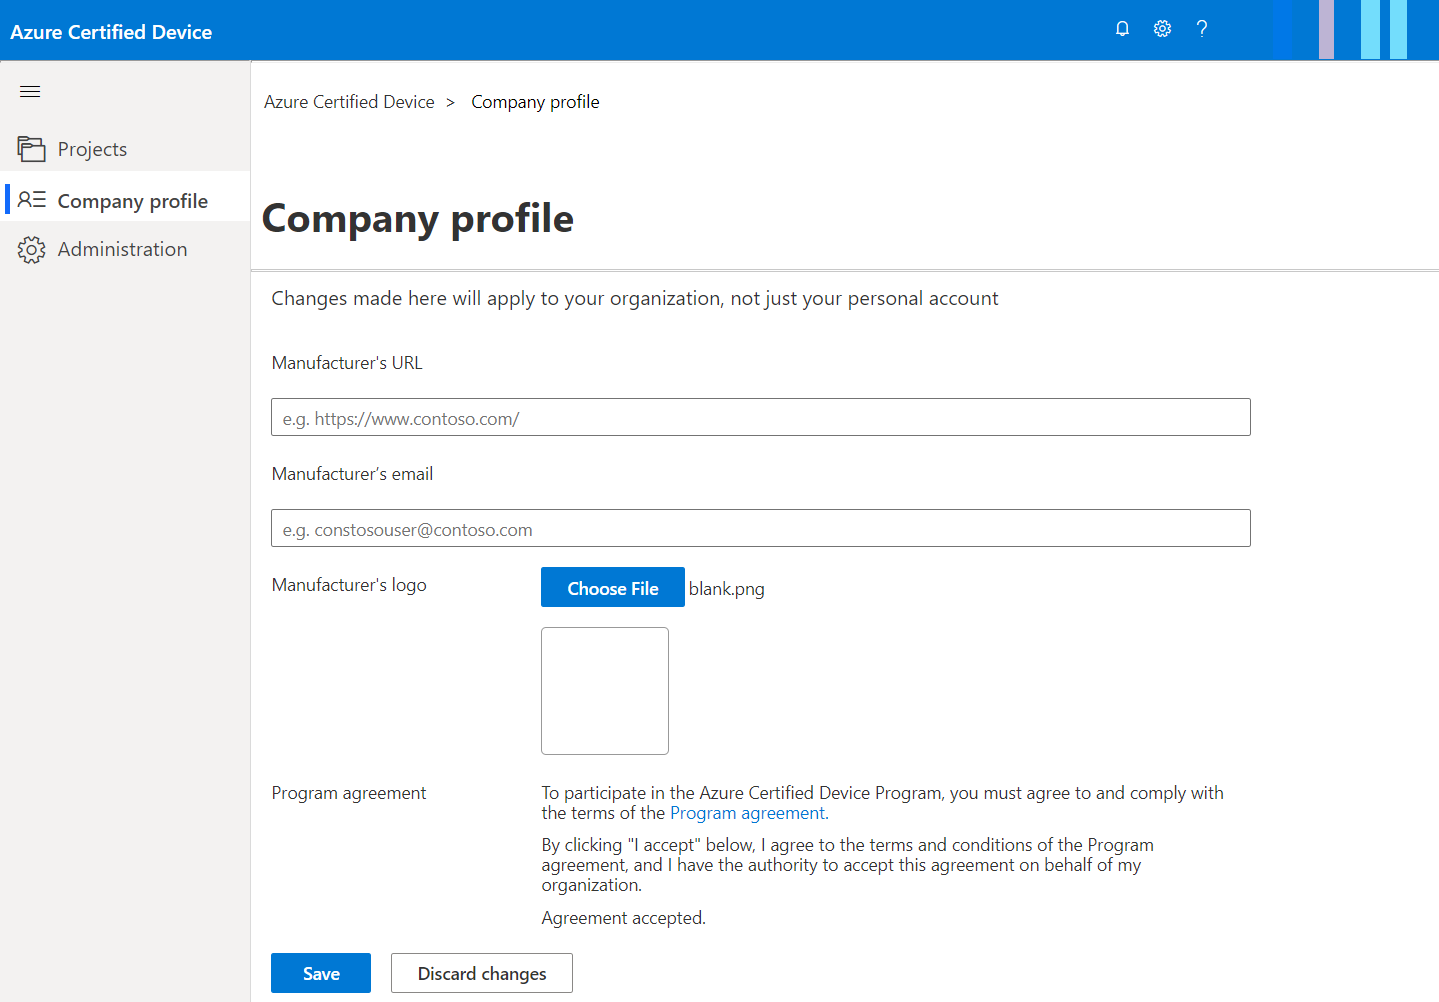 Azure Certified Device
Azure Certified Device > Company profile
Projects
Company profile
Administration
Company profile
Changes made here will apply to your organization, not just your personal account
Manufacturer's URL
e.g. https://www.contoso.com/
Manufacturer's email
e.g. constosouser@contoso.com
Manufacturer's logo
Choose File blank.png
Program agreement
To participate in the Azure Certified Device Program, you must agree to and comply with
the terms of the Program agreement.
By clicking "I accept" below, I agree to the terms and conditions of the Program
agreement, and I have the authority to accept this agreement on behalf of my
organization.
Agreement accepted.
Save
Discard changes